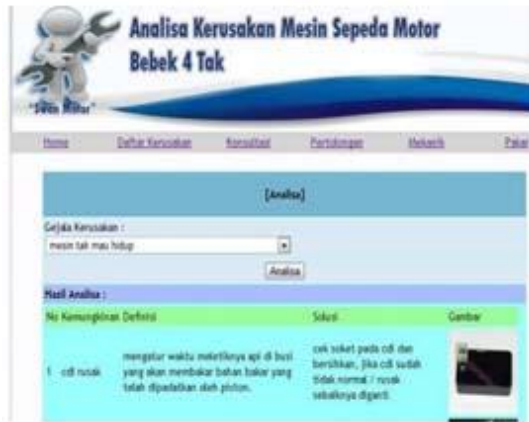 Analisa Kerusakan Mesin Sepeda Motor
Bebek 4 Tak
Home Daftar Kerusakan Konsultasi Pertolongan Mekanik Pakar
[Analisa]
Gejala Kerusakan :
mesin tak mau hidup
Analisa
Hasil Analisa :
No Kemungkinan Definisi Solusi Gambar
1 cdi rusak
mengatur waktu meletiknya api di busi
yang akan membakar bahan bakar yang
telah dipadatkan oleh piston.
cek soket pada cdi dan
bersihkan, jika cdi sudah
tidak normal / rusak
sebaiknya diganti.